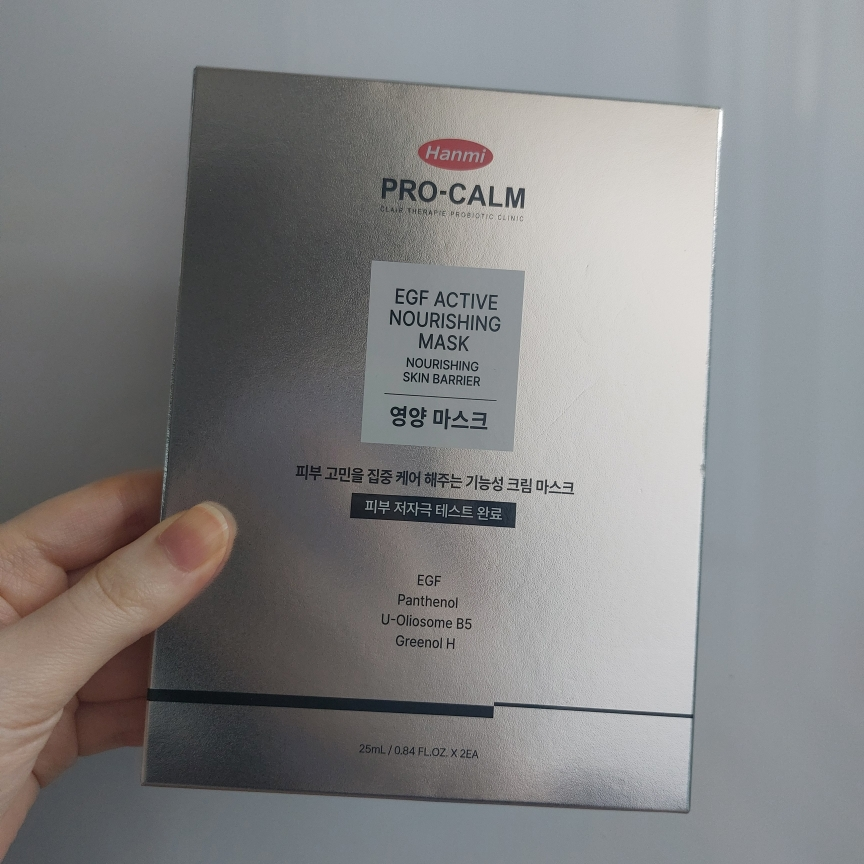 Hanmi
PRO-CALM
CLAIR THERAPIE PROBIOTIC CLINIC
EGF ACTIVE
NOURISHING
MASK
NOURISHING
SKIN BARRIER
영양 마스크
피부 고민을 집중 케어 해주는 기능성 크림 마스크
피부 저자극 테스트 완료
EGF
Panthenol
U-Oliosome B5
Greenol H
25mL / 0.84 FL.OZ. X 2EA